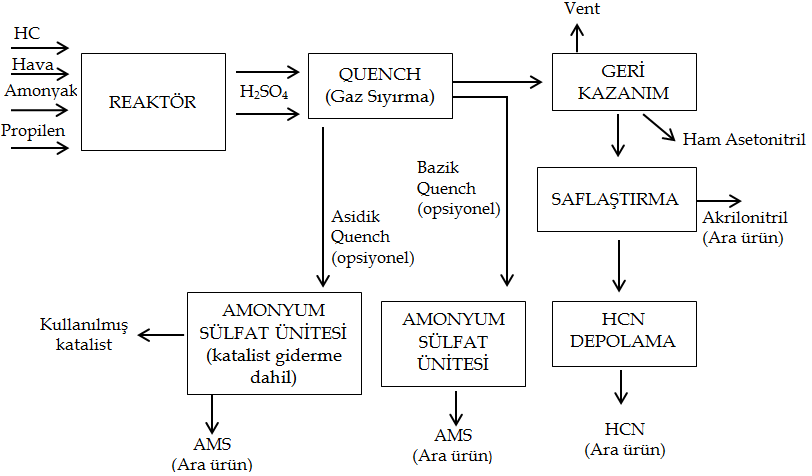 HC
Hava
Amonyak
Propilen
REAKTÖR
H₂SO₄
QUENCH
(Gaz Sıyırma)
Vent
GERİ
KAZANIM
Ham Asetonitril
SAFLAŞTIRMA
Akrilonitril
(Ara ürün)
Bazik
Quench
(opsiyonel)
Asidik
Quench
(opsiyonel)
Kullanılmış
katalist
AMONYUM
SÜLFAT ÜNİTESİ
(katalist giderme
dahil)
AMONYUM
SÜLFAT
ÜNİTESİ
HCN
DEPOLAMA
AMS
(Ara ürün)
AMS
(Ara ürün)
HCN
(Ara ürün)